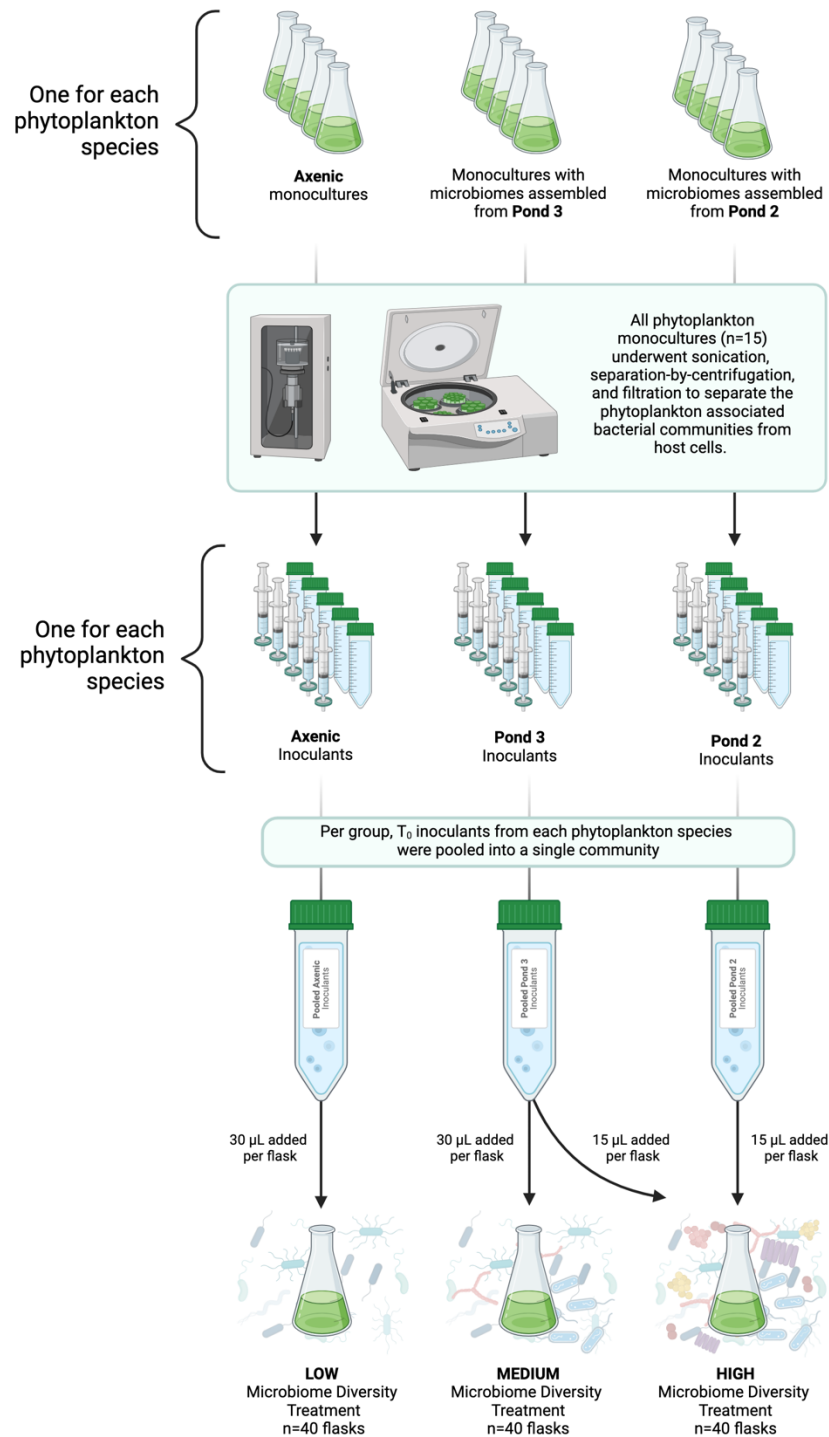 One for each
phytoplankton
species
Axenic
monocultures
Monocultures with
microbiomes assembled
from Pond 3
Monocultures with
microbiomes assembled
from Pond 2
All phytoplankton
monocultures (n=15)
underwent sonication,
separation-by-centrifugation,
and filtration to separate the
phytoplankton associated
bacterial communities from
host cells.
One for each
phytoplankton
species
Axenic
Inoculants
Pond 3
Inoculants
Pond 2
Inoculants
Per group, T₀ inoculants from each phytoplankton species
were pooled into a single community
Pooled Axenic
Inoculants
Pooled Pond 3
Inoculants
Pooled Pond 2
Inoculants
30 µL added
per flask
30 µL added
per flask
15 µL added
per flask
15 µL added
per flask
LOW
Microbiome Diversity
Treatment
n=40 flasks
MEDIUM
Microbiome Diversity
Treatment
n=40 flasks
HIGH
Microbiome Diversity
Treatment
n=40 flasks